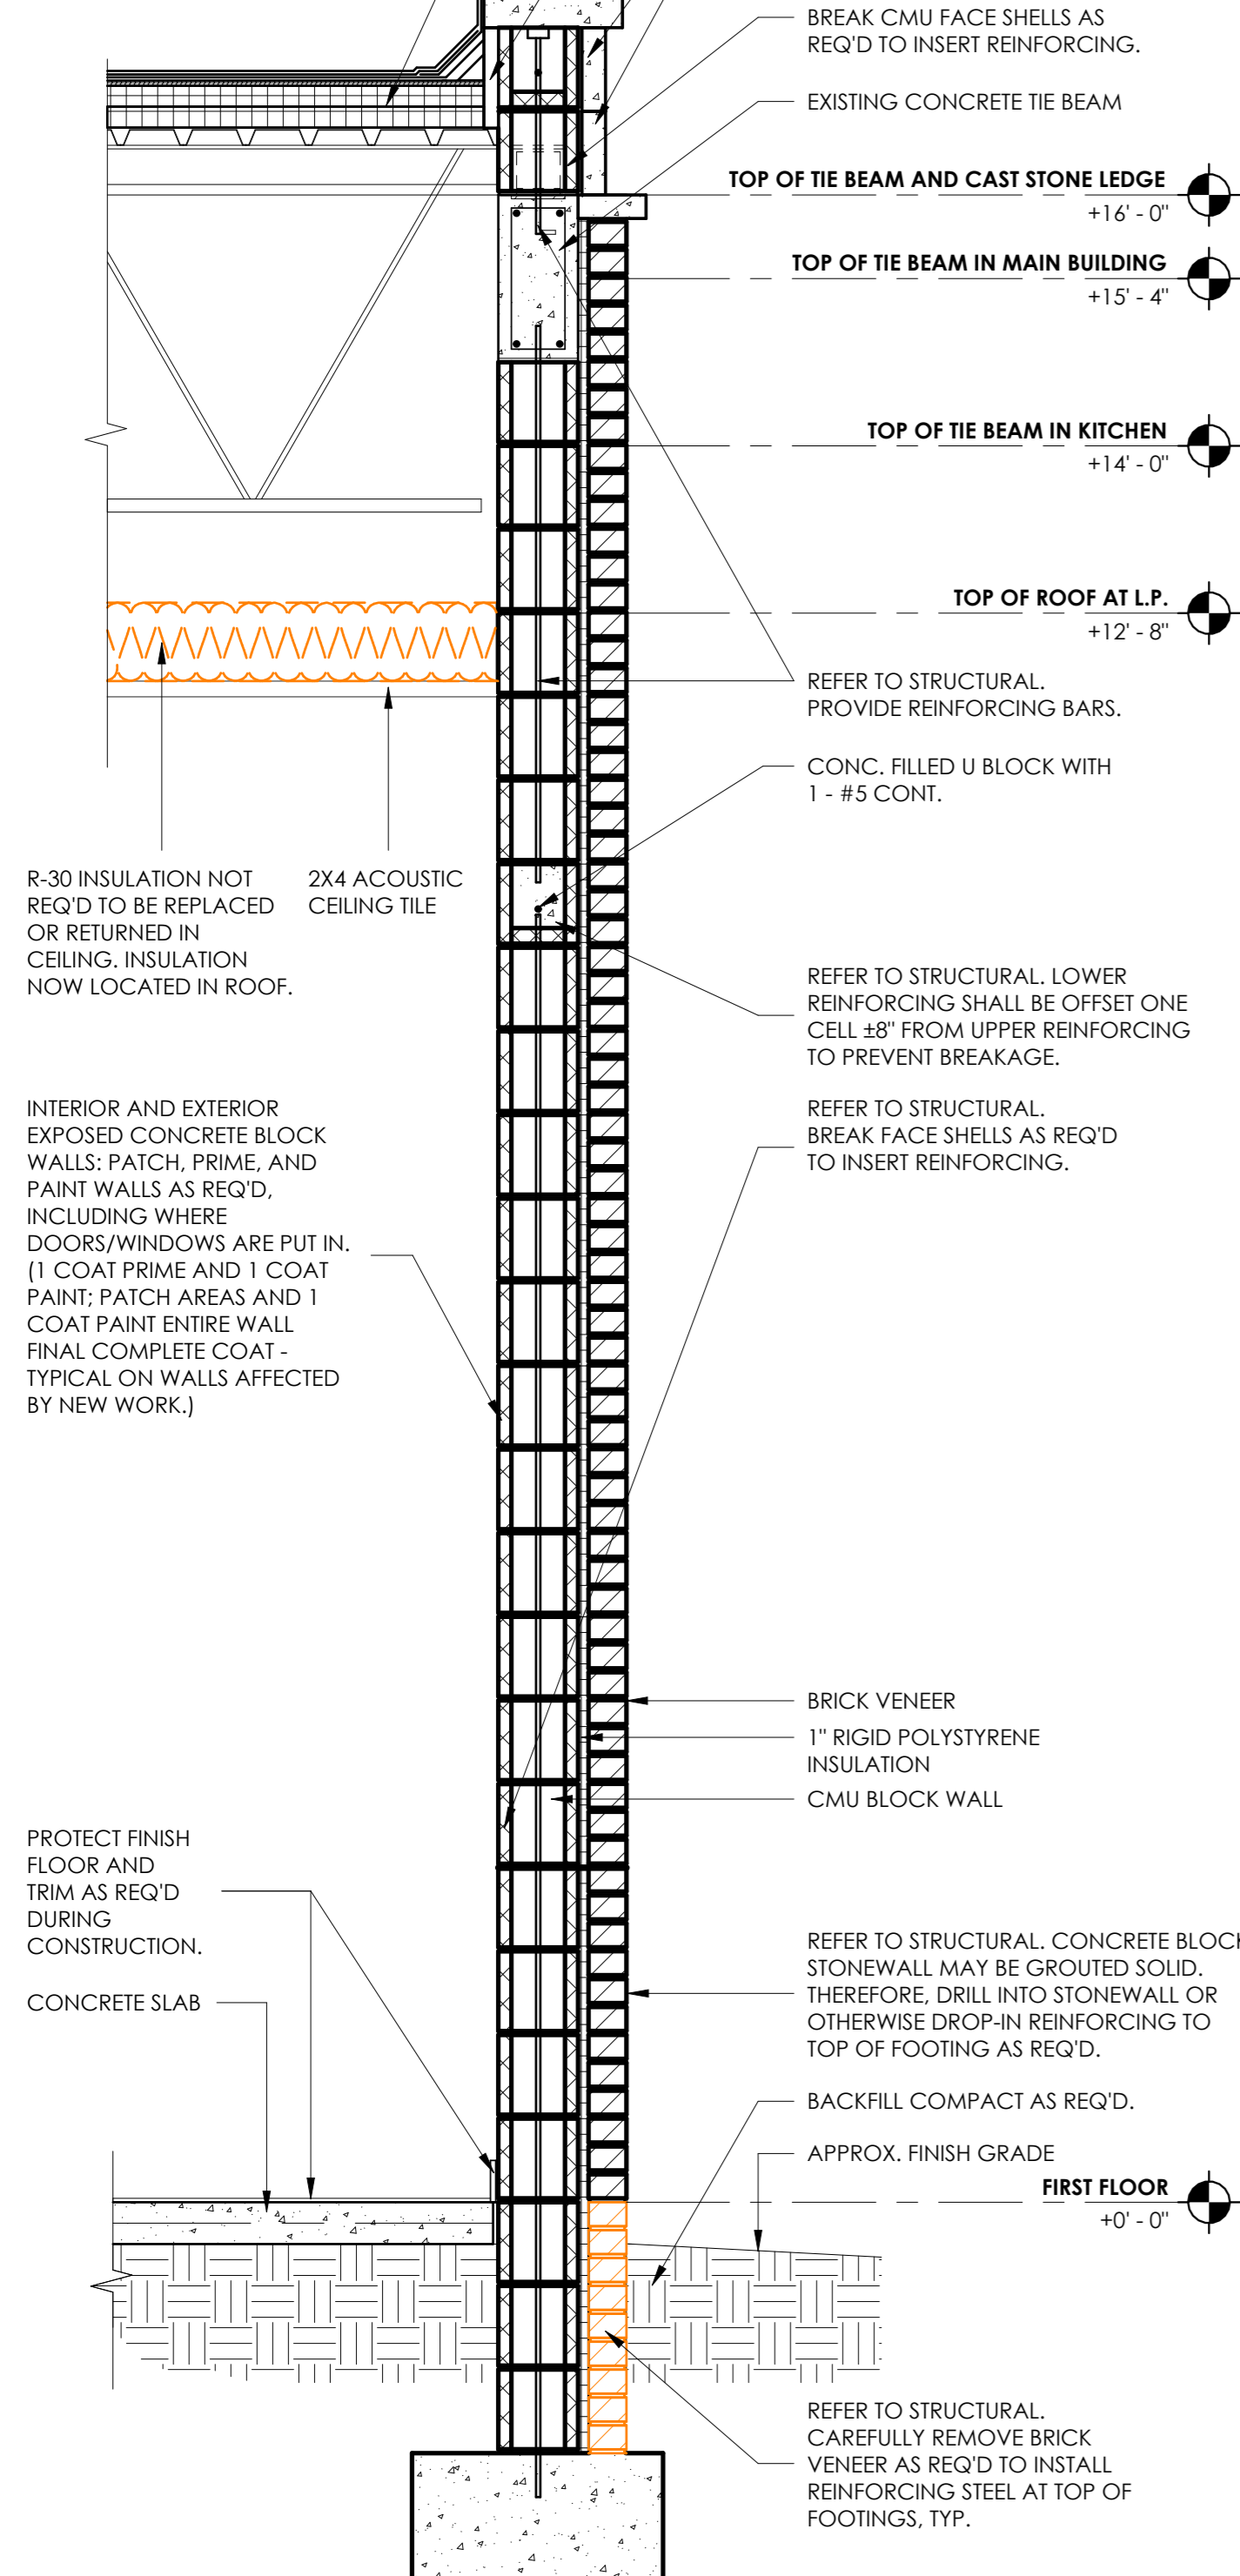 BREAK CMU FACE SHELLS AS
REQ'D TO INSERT REINFORCING.
EXISTING CONCRETE TIE BEAM
TOP OF TIE BEAM AND CAST STONE LEDGE
+16' - 0"
TOP OF TIE BEAM IN MAIN BUILDING
+15' - 4"
TOP OF TIE BEAM IN KITCHEN
+14' - 0"
TOP OF ROOF AT L.P.
+12' - 8"
REFER TO STRUCTURAL.
PROVIDE REINFORCING BARS.
CONC. FILLED U BLOCK WITH
1 - #5 CONT.
R-30 INSULATION NOT
REQ'D TO BE REPLACED
OR RETURNED IN
CEILING. INSULATION
NOW LOCATED IN ROOF.
2X4 ACOUSTIC
CEILING TILE
REFER TO STRUCTURAL. LOWER
REINFORCING SHALL BE OFFSET ONE
CELL ±8" FROM UPPER REINFORCING
TO PREVENT BREAKAGE.
INTERIOR AND EXTERIOR
EXPOSED CONCRETE BLOCK
WALLS: PATCH, PRIME, AND
PAINT WALLS AS REQ'D,
INCLUDING WHERE
DOORS/WINDOWS ARE PUT IN.
(1 COAT PRIME AND 1 COAT
PAINT; PATCH AREAS AND 1
COAT PAINT ENTIRE WALL
FINAL COMPLETE COAT -
TYPICAL ON WALLS AFFECTED
BY NEW WORK.)
REFER TO STRUCTURAL.
BREAK FACE SHELLS AS REQ'D
TO INSERT REINFORCING.
BRICK VENEER
1" RIGID POLYSTYRENE
INSULATION
CMU BLOCK WALL
PROTECT FINISH
FLOOR AND
TRIM AS REQ'D
DURING
CONSTRUCTION.
CONCRETE SLAB
REFER TO STRUCTURAL. CONCRETE BLOCK
STONEWALL MAY BE GROUTED SOLID.
THEREFORE, DRILL INTO STONEWALL OR
OTHERWISE DROP-IN REINFORCING TO
TOP OF FOOTING AS REQ'D.
BACKFILL COMPACT AS REQ'D.
APPROX. FINISH GRADE
FIRST FLOOR
+0' - 0"
REFER TO STRUCTURAL.
CAREFULLY REMOVE BRICK
VENEER AS REQ'D TO INSTALL
REINFORCING STEEL AT TOP OF
FOOTINGS, TYP.